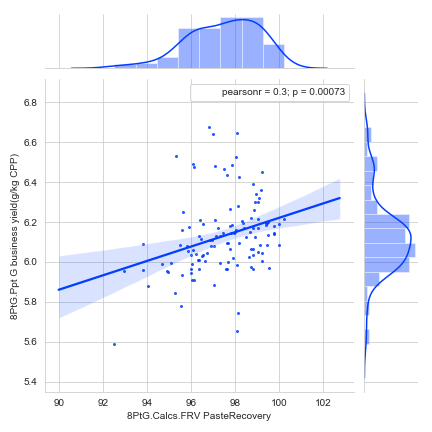 pearsonr = 0.3; p = 0.00073
6.8
6.6
6.4
6.2
6.0
5.8
5.6
5.4
8PtG.Ppt G business yield(g/kg CPP)
90 92 94 96 98 100 102
8PtG.Calcs.FRV PasteRecovery